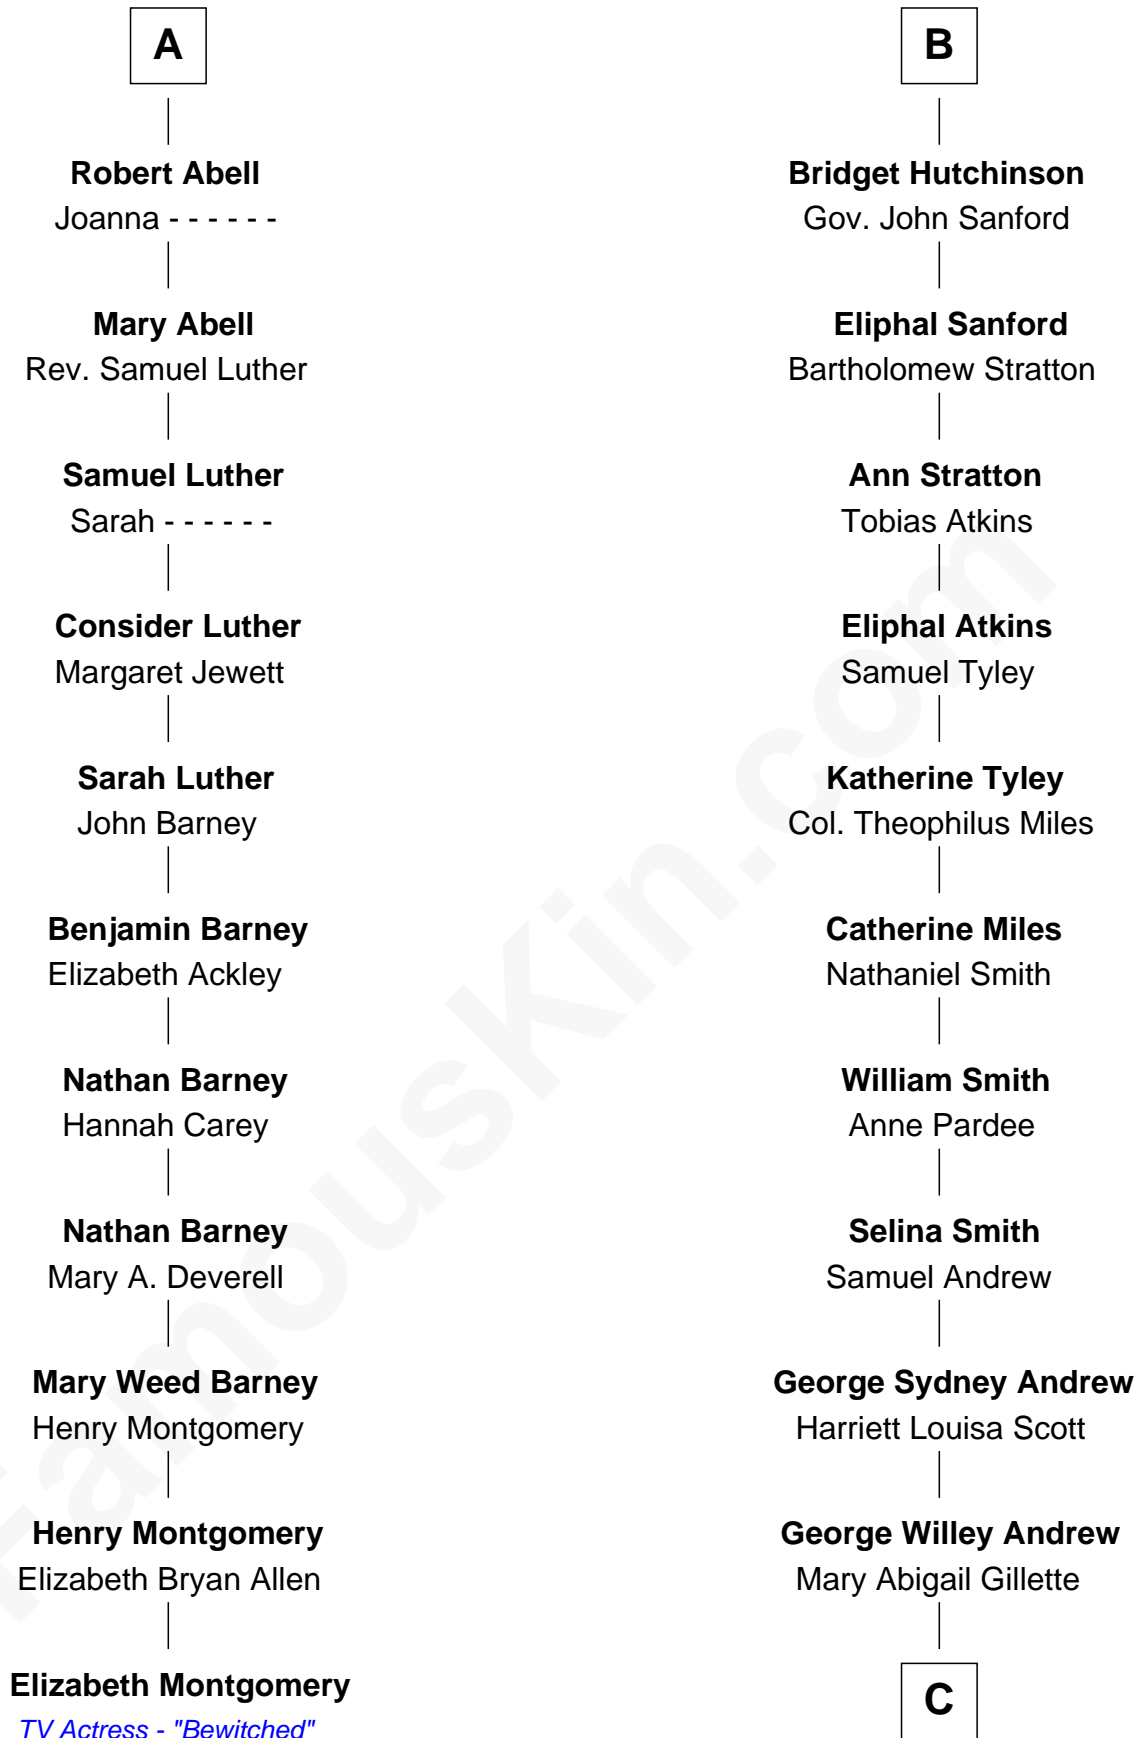 A
Robert Abell
Joanna - - - - - -
Mary Abell
Rev. Samuel Luther
Samuel Luther
Sarah - - - - - -
Consider Luther
Margaret Jewett
Sarah Luther
John Barney
Benjamin Barney
Elizabeth Ackley
Nathan Barney
Hannah Carey
Nathan Barney
Mary A. Deverell
Mary Weed Barney
Henry Montgomery
Henry Montgomery
Elizabeth Bryan Allen
Elizabeth Montgomery
TV Actress - "Bewitched"
B
Bridget Hutchinson
Gov. John Sanford
Eliphal Sanford
Bartholomew Stratton
Ann Stratton
Tobias Atkins
Eliphal Atkins
Samuel Tyley
Katherine Tyley
Col. Theophilus Miles
Catherine Miles
Nathaniel Smith
William Smith
Anne Pardee
Selina Smith
Samuel Andrew
George Sydney Andrew
Harriett Louisa Scott
George Willey Andrew
Mary Abigail Gillette
C
FamousKin.com